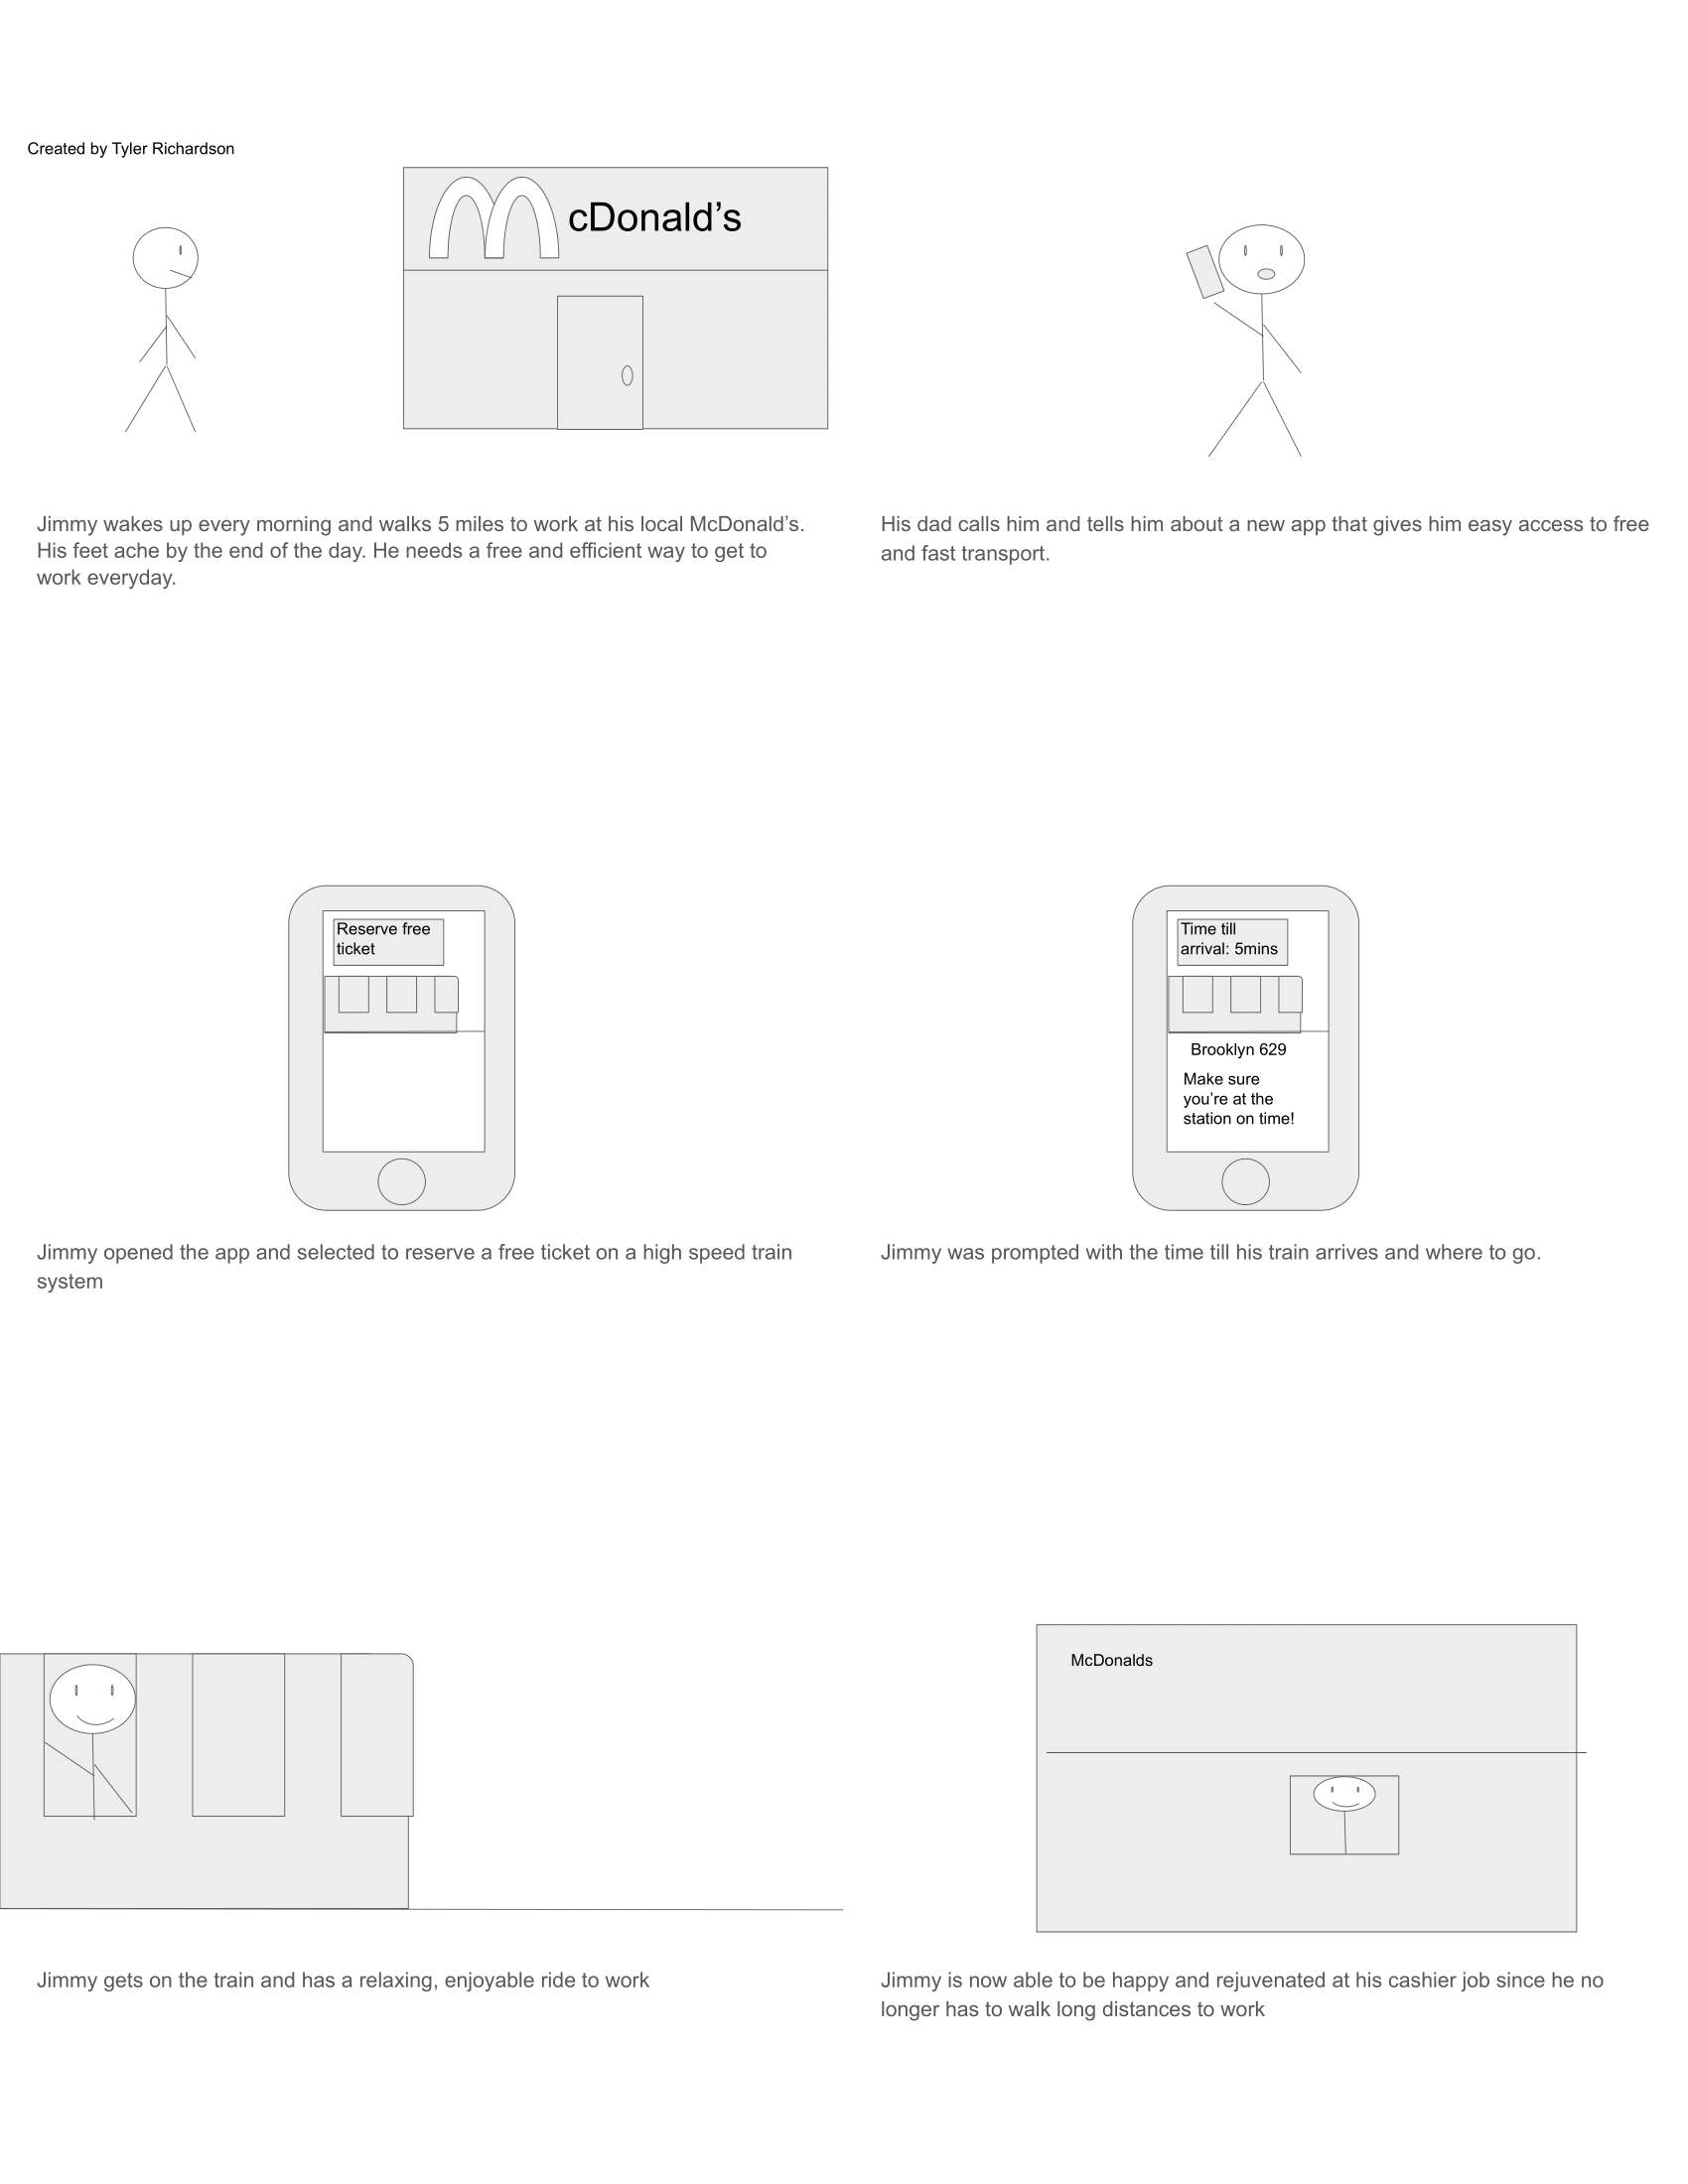 Created by Tyler Richardson
cDonald’s
Jimmy wakes up every morning and walks 5 miles to work at his local McDonald’s.
His feet ache by the end of the day. He needs a free and efficient way to get to
work everyday.
His dad calls him and tells him about a new app that gives him easy access to free
and fast transport.
Reserve free
ticket
Jimmy opened the app and selected to reserve a free ticket on a high speed train
system
Time till
arrival: 5mins
Brooklyn 629
Make sure
you’re at the
station on time!
Jimmy was prompted with the time till his train arrives and where to go.
Jimmy gets on the train and has a relaxing, enjoyable ride to work
McDonalds
Jimmy is now able to be happy and rejuvenated at his cashier job since he no
longer has to walk long distances to work